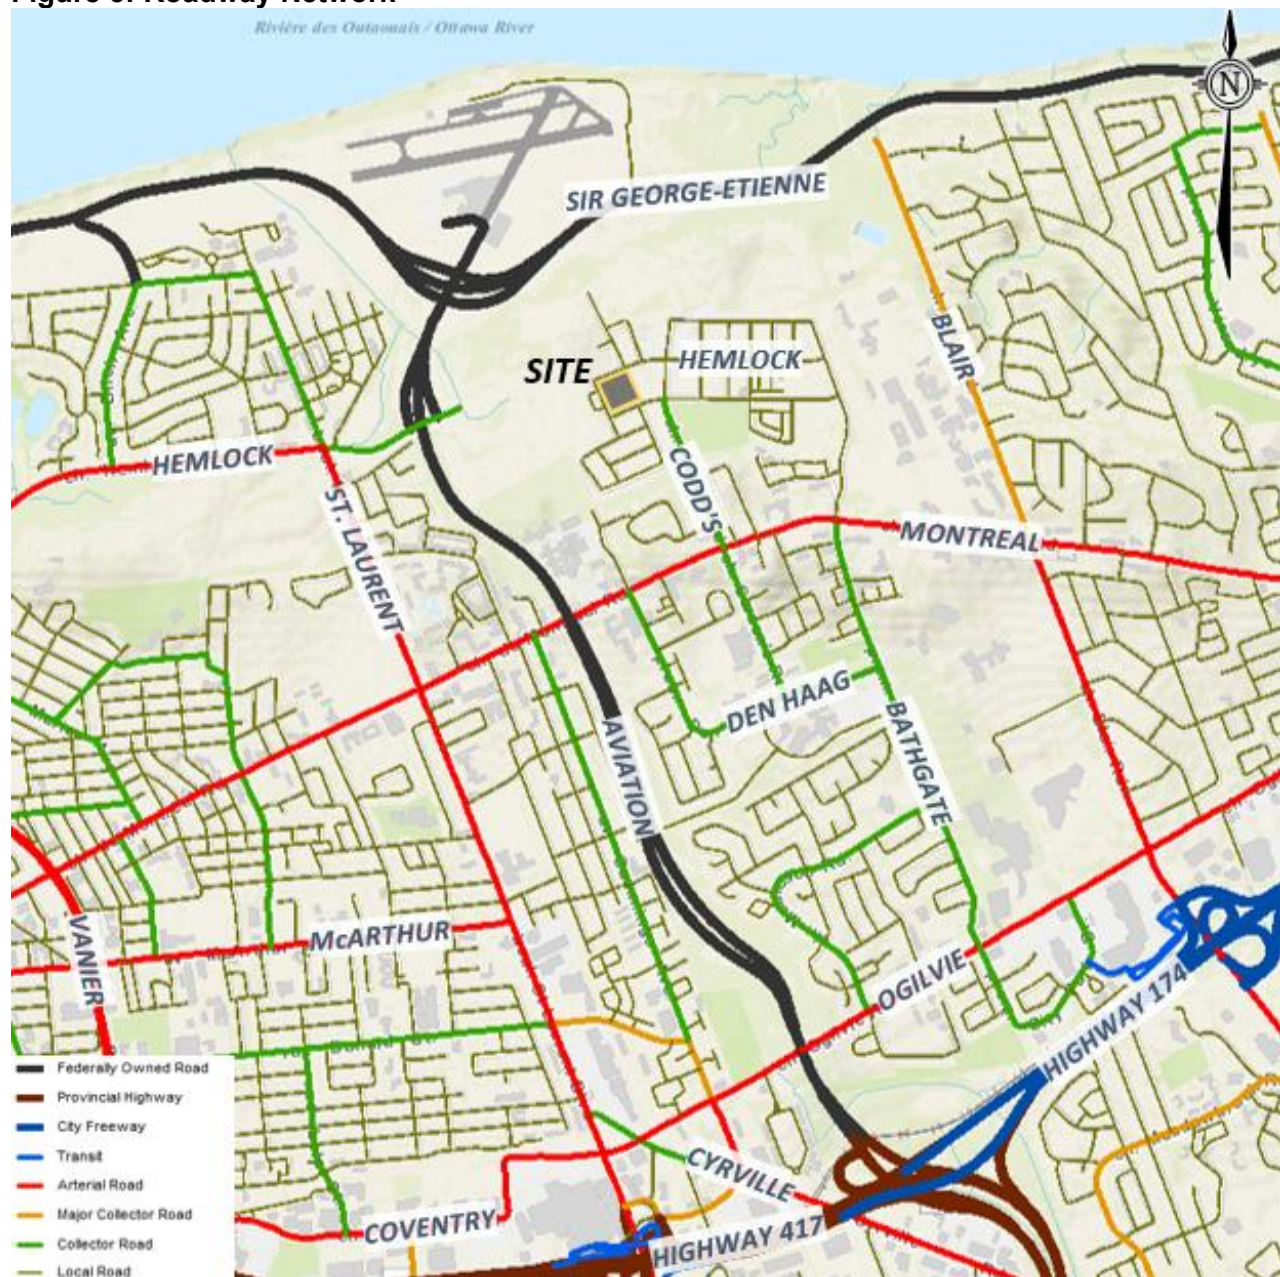 Figure 3: Roadway Network
Rivière des Outaouais / Ottawa River
N
SIR GEORGE-ETIENNE
BLAIR
SITE
HEMLOCK
HEMLOCK
CODD'S
ST. LAURENT
MONTREAL
DEN HAAG
AVIATION
BATHGATE
VANIER
McARTHUR
OGILVIE
HIGHWAY 174
CYRVILLE
COVENTRY
HIGHWAY 417
Federally Owned Road
Provincial Highway
City Freeway
Transit
Arterial Road
Major Collector Road
Collector Road
Local Road